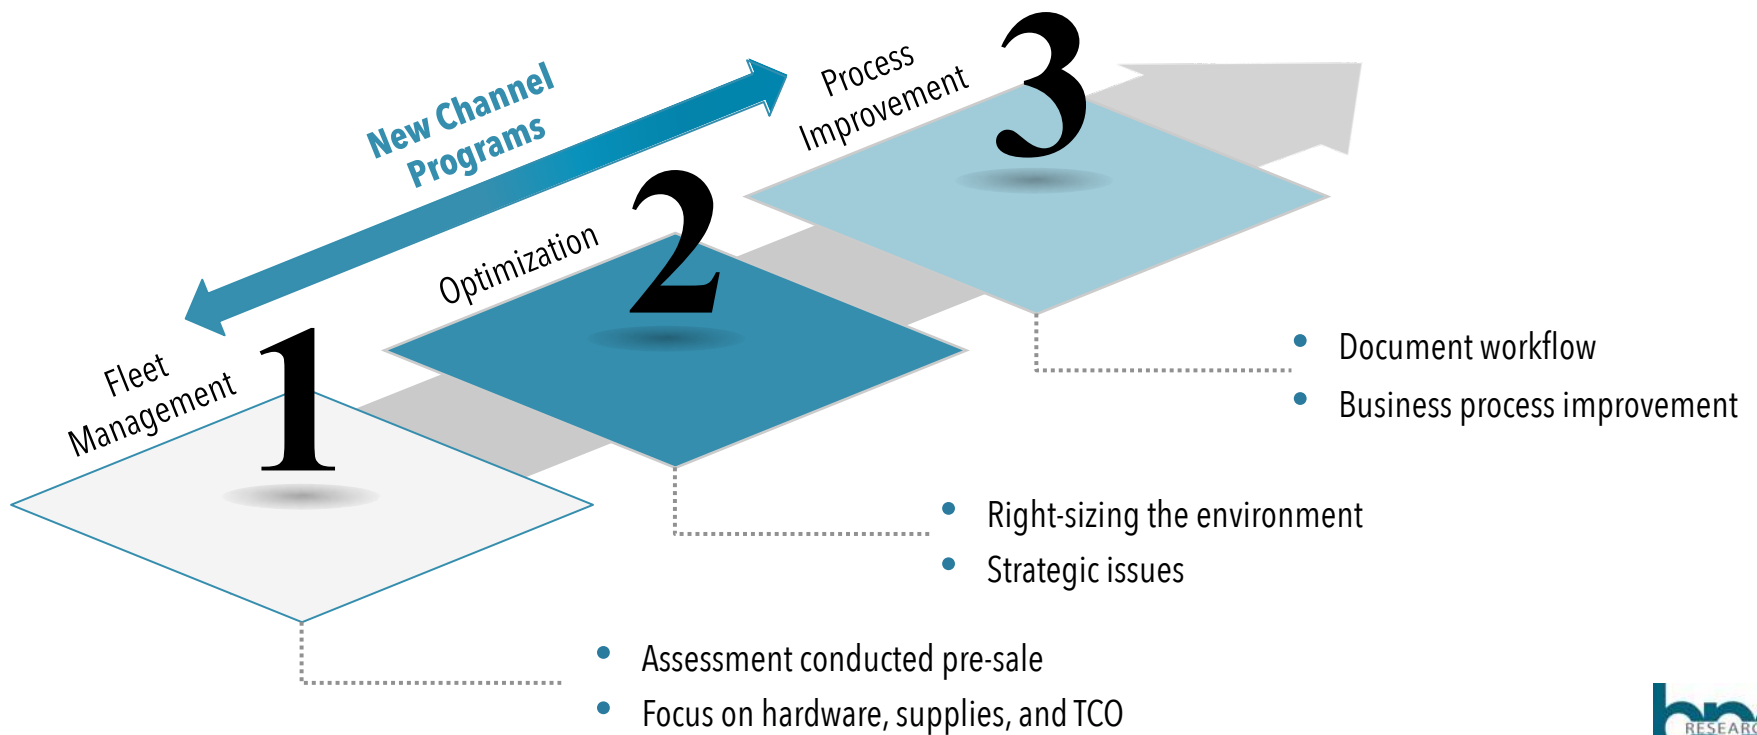 New Channel
Programs
Process
Improvement
3
Optimization
2
Fleet
Management
1
• Document workflow
• Business process improvement
• Right-sizing the environment
• Strategic issues
• Assessment conducted pre-sale
• Focus on hardware, supplies, and TCO